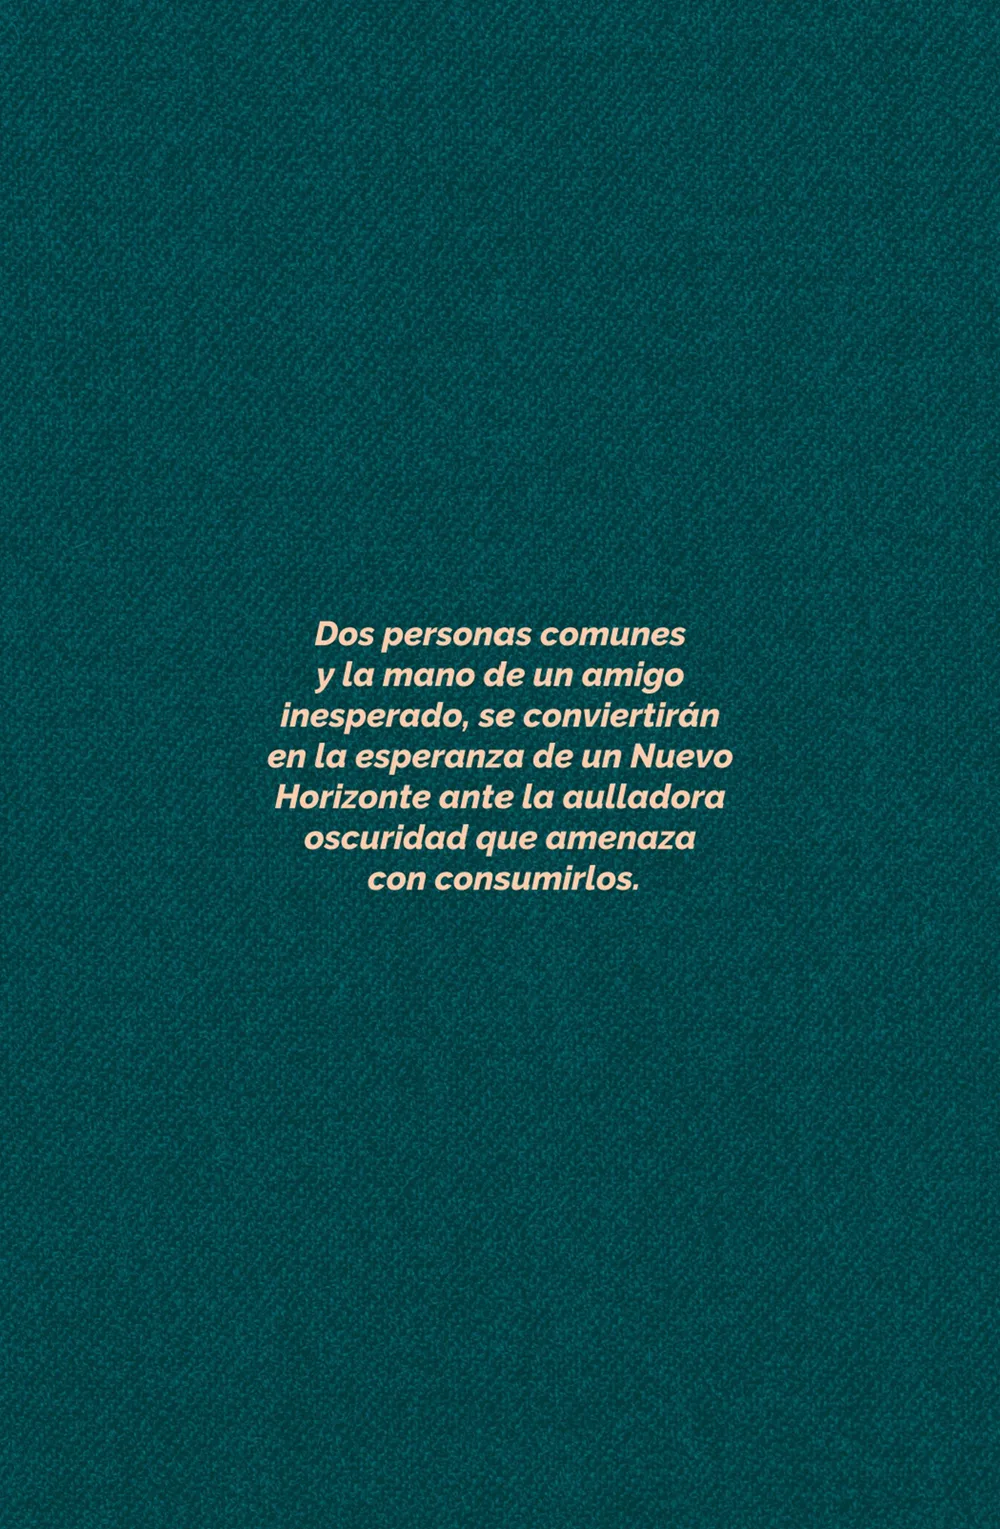 Dos personas comunes
y la mano de un amigo
inesperado, se conviertirán
en la esperanza de un Nuevo
Horizonte ante la aulladora
oscuridad que amenaza
con consumirlos.